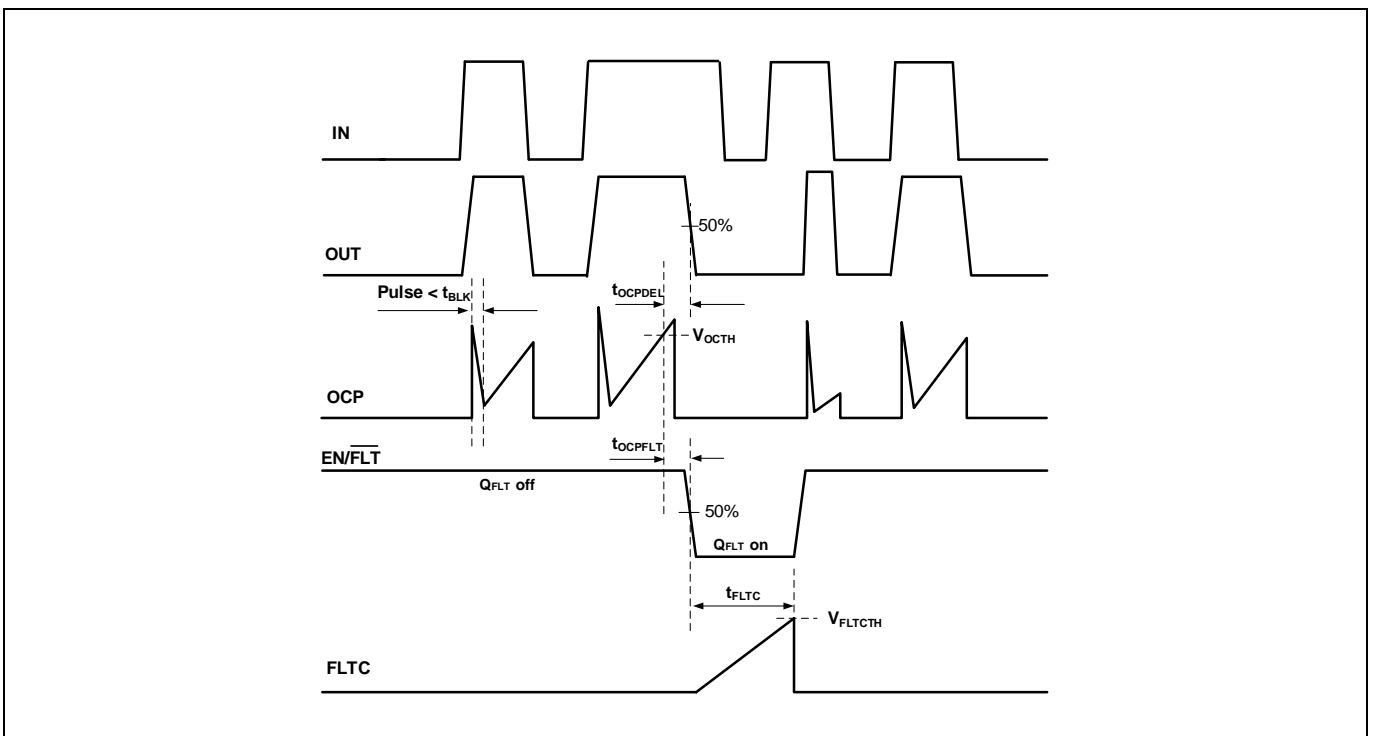 IN
50%
OUT
Pulse < tBLK
tOCPDEL
VOCTH
OCP
tOCPFLT
EN/FLT
QFLT off
50%
QFLT on
tFLTC
VFLTCTH
FLTC